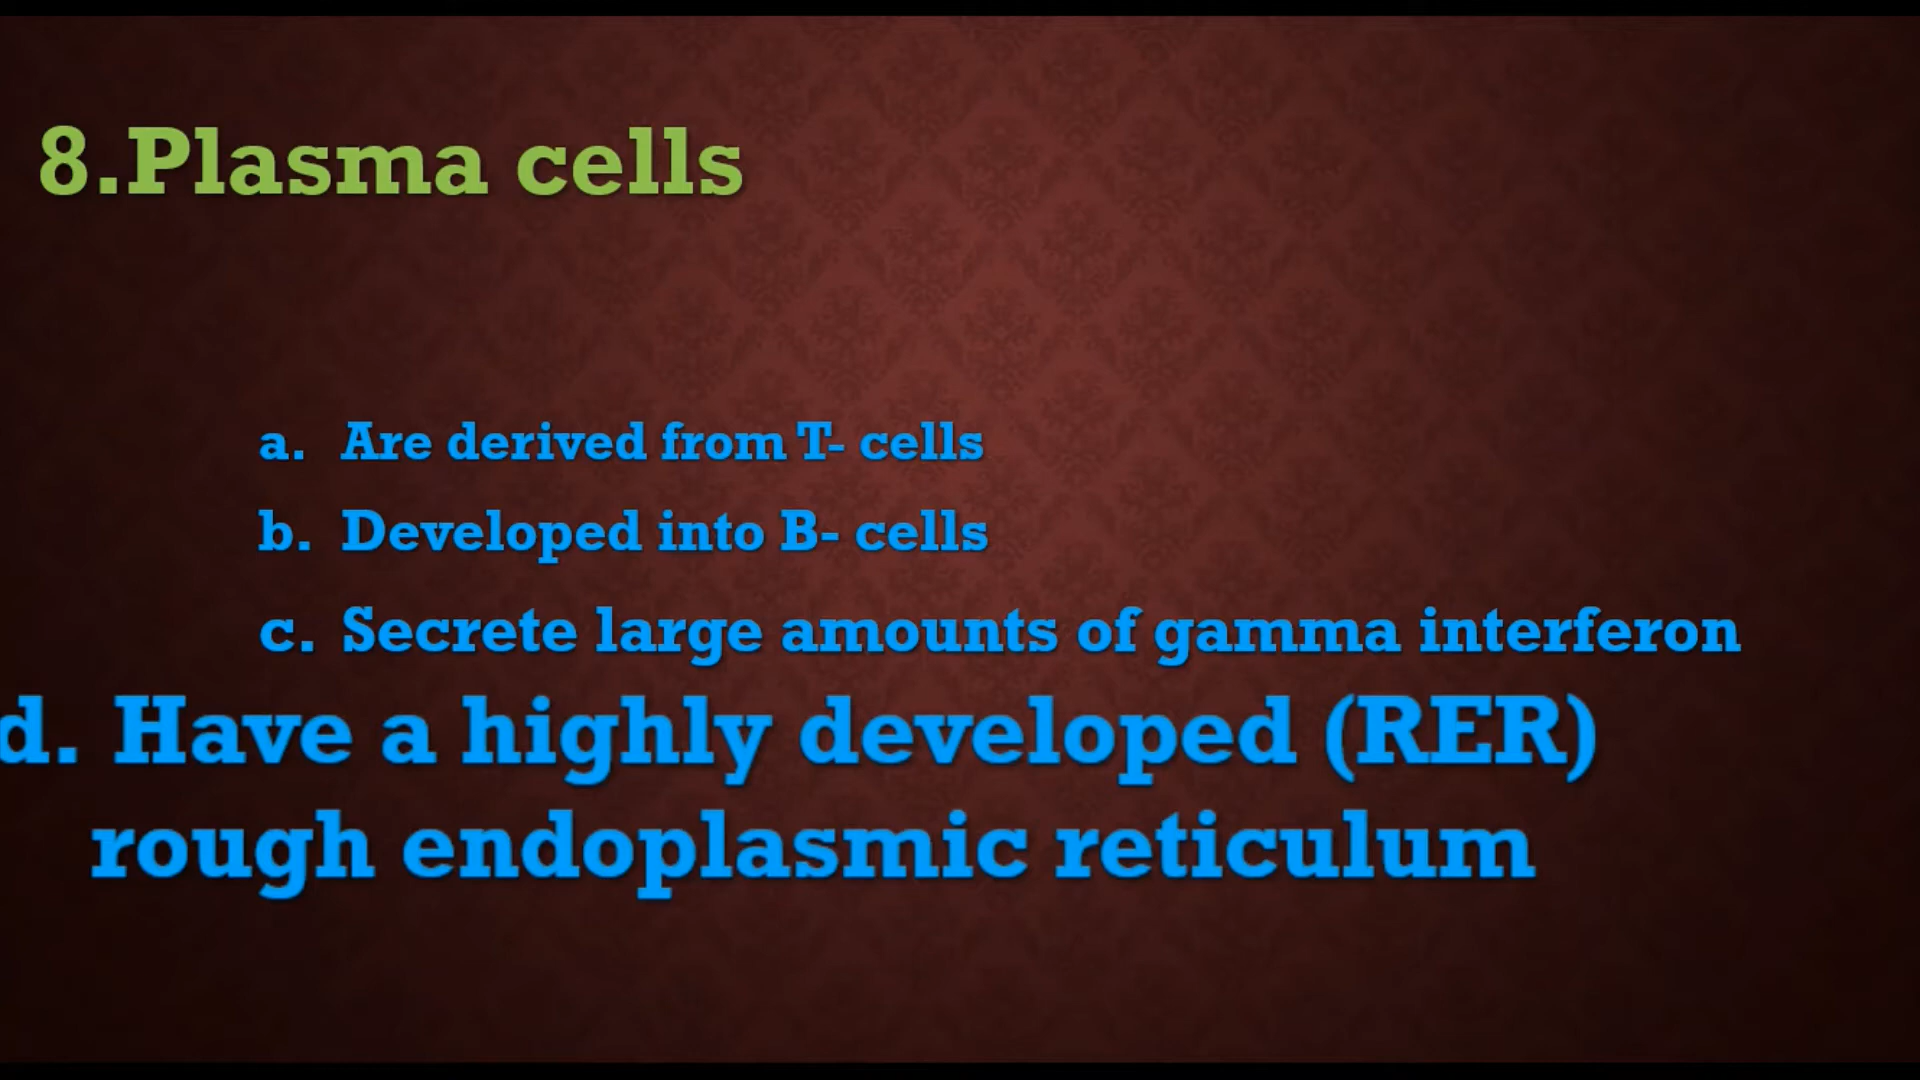 8.Plasma cells
a. Are derived from T- cells
b. Developed into B- cells
c. Secrete large amounts of gamma interferon
d. Have a highly developed (RER)
rough endoplasmic reticulum